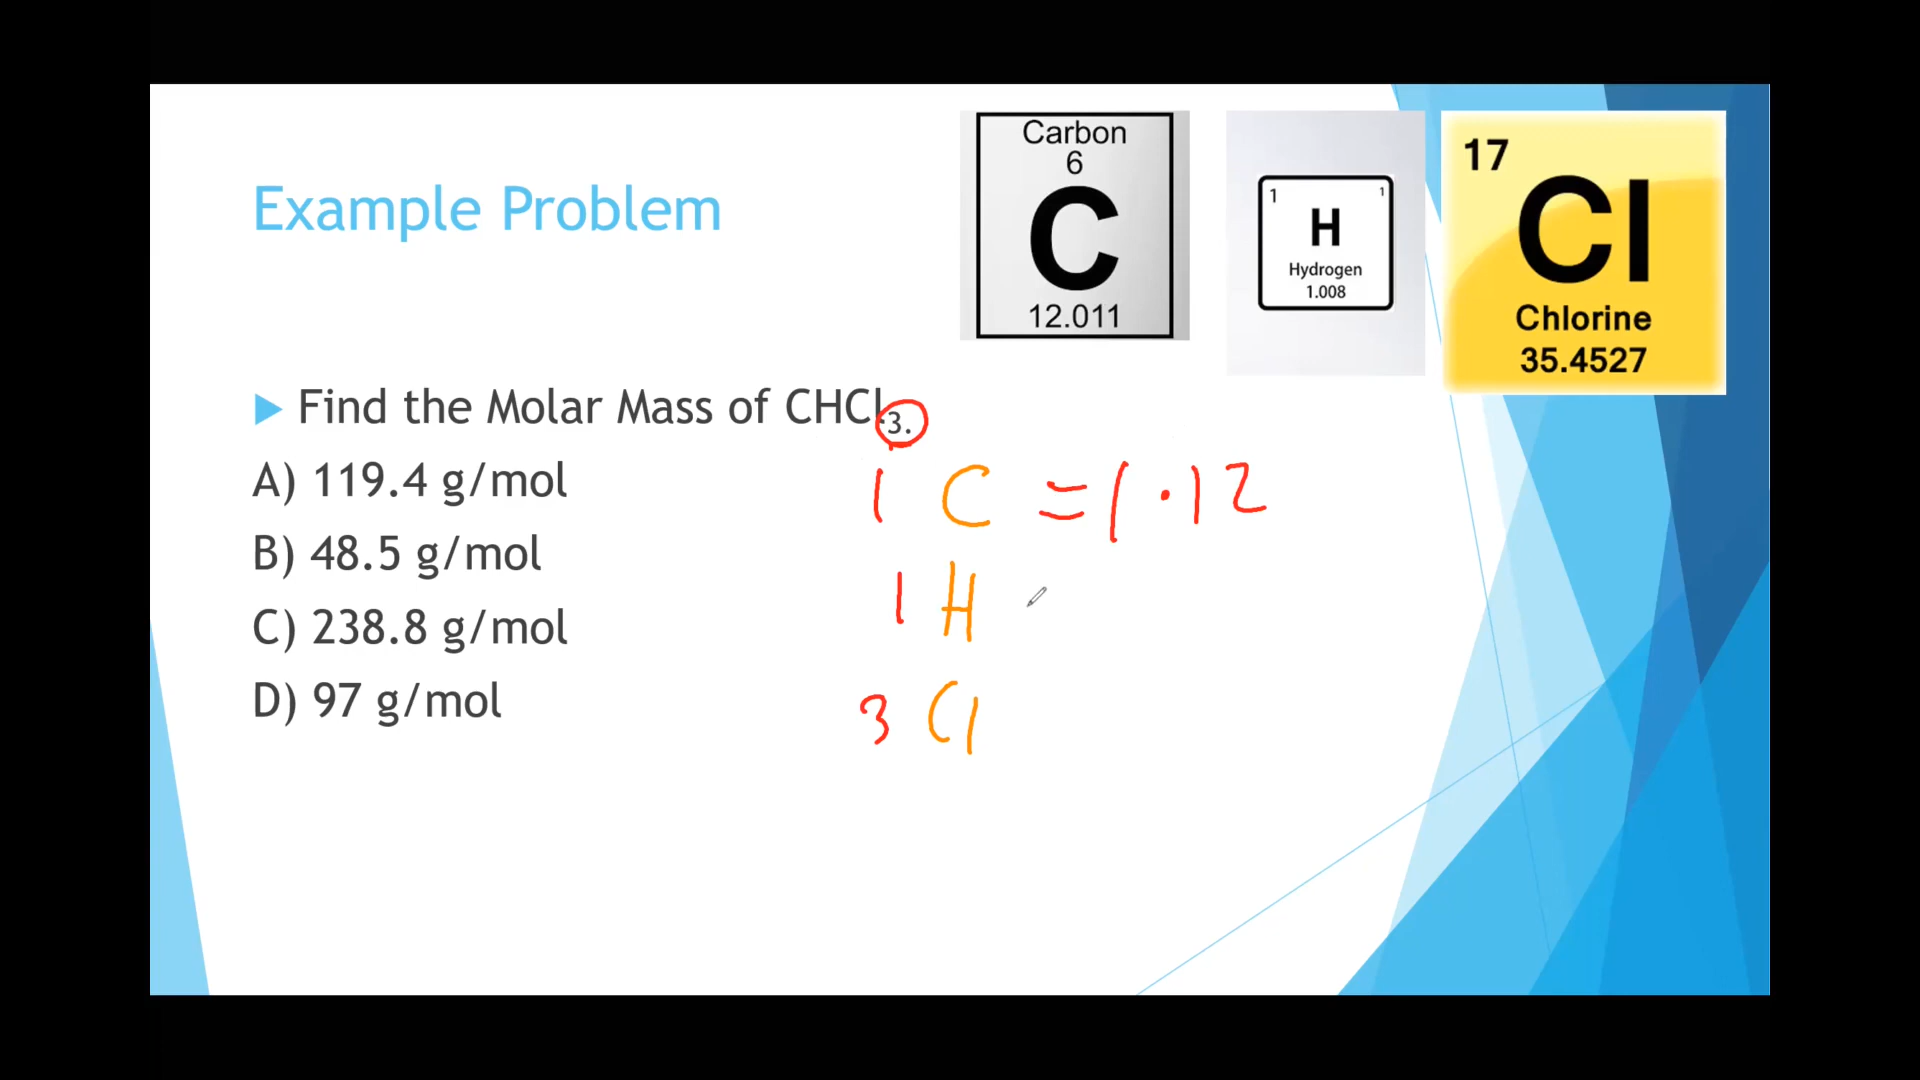 Carbon
6
C
12.011
1 1
H
Hydrogen
1.008
17
Cl
Chlorine
35.4527
Example Problem
Find the Molar Mass of CHCl₃.
A) 119.4 g/mol
B) 48.5 g/mol
C) 238.8 g/mol
D) 97 g/mol
1 C = 1 · 12
1 H
3 Cl